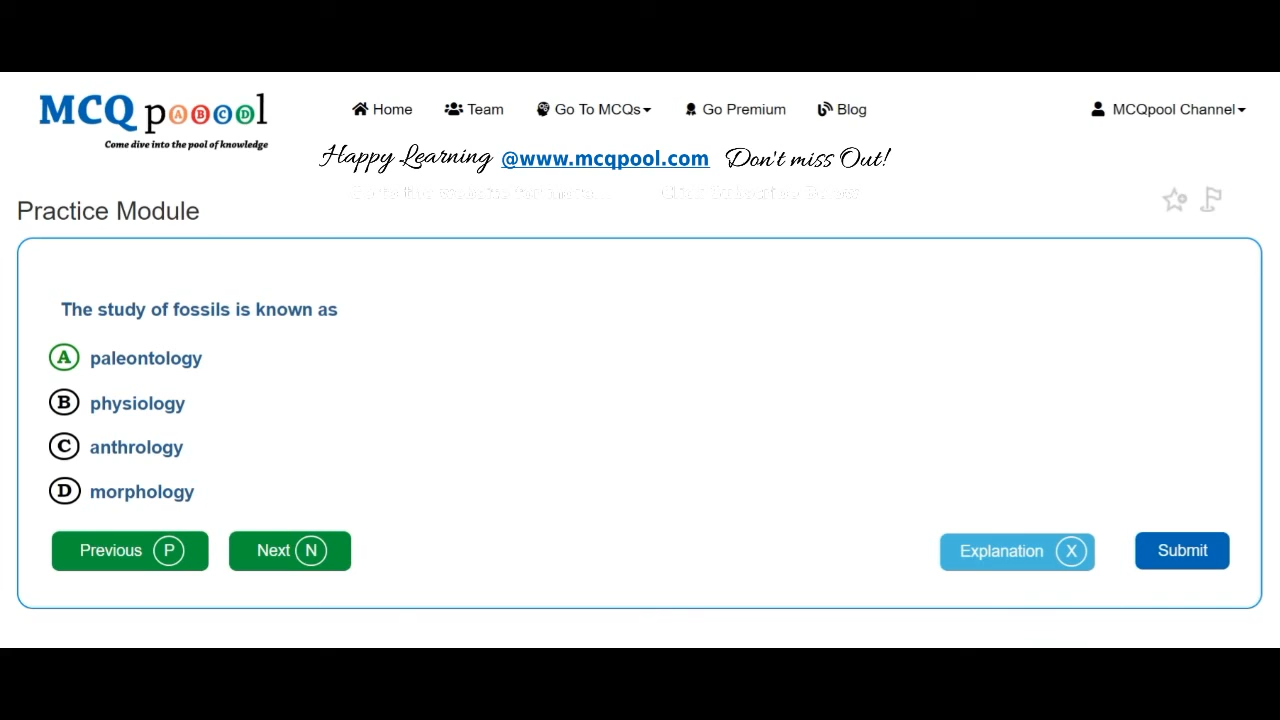 MCQ pABCDl
Come dive into the pool of knowledge
Home Team Go To MCQs Go Premium Blog MCQpool Channel
Happy Learning @www.mcqpool.com Don't miss Out!
Practice Module
The study of fossils is known as
A paleontology
B physiology
C anthrology
D morphology
Previous P Next N Explanation X Submit